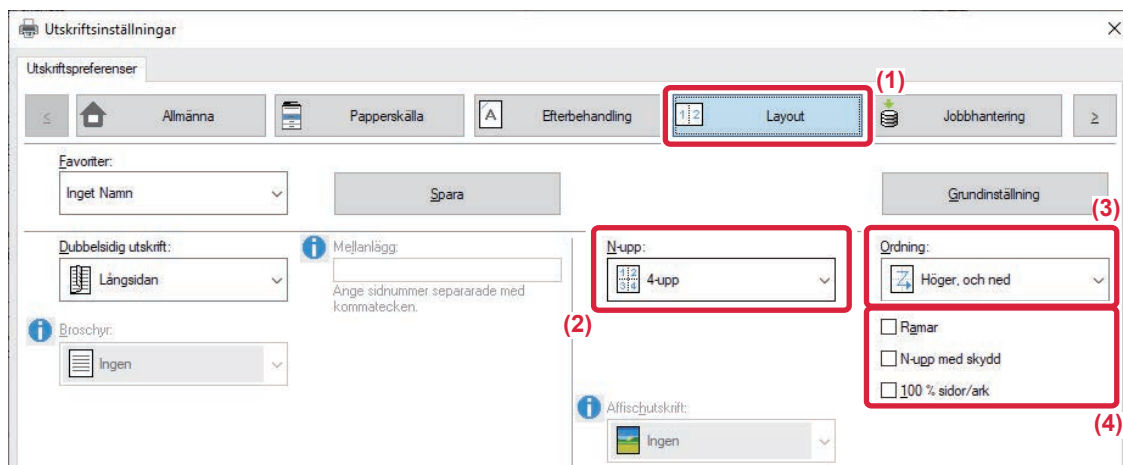 Utskriftsinställningar
Utskriftspreferenser
(1)
< Allmänna Papperskälla Efterbehandling Layout Jobbhantering >
Favoriter:
Inget Namn Spara Grundinställning
(3)
Dubbelsidig utskrift: Mellanlägg: N-upp: Ordning:
Långsidan 4-upp Höger, och ned
Ange sidnummer separarade med
kommatecken.
(2)
Broschyr: Ramar
Ingen N-upp med skydd
100 % sidor/ark
Affischutskrift: (4)
Ingen